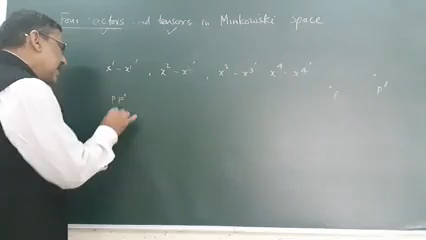 Four vectors and tensors in Minkowski space
x¹ - x¹' , x² - x²' , x³ - x³' x⁴ - x⁴'
P P' P P'